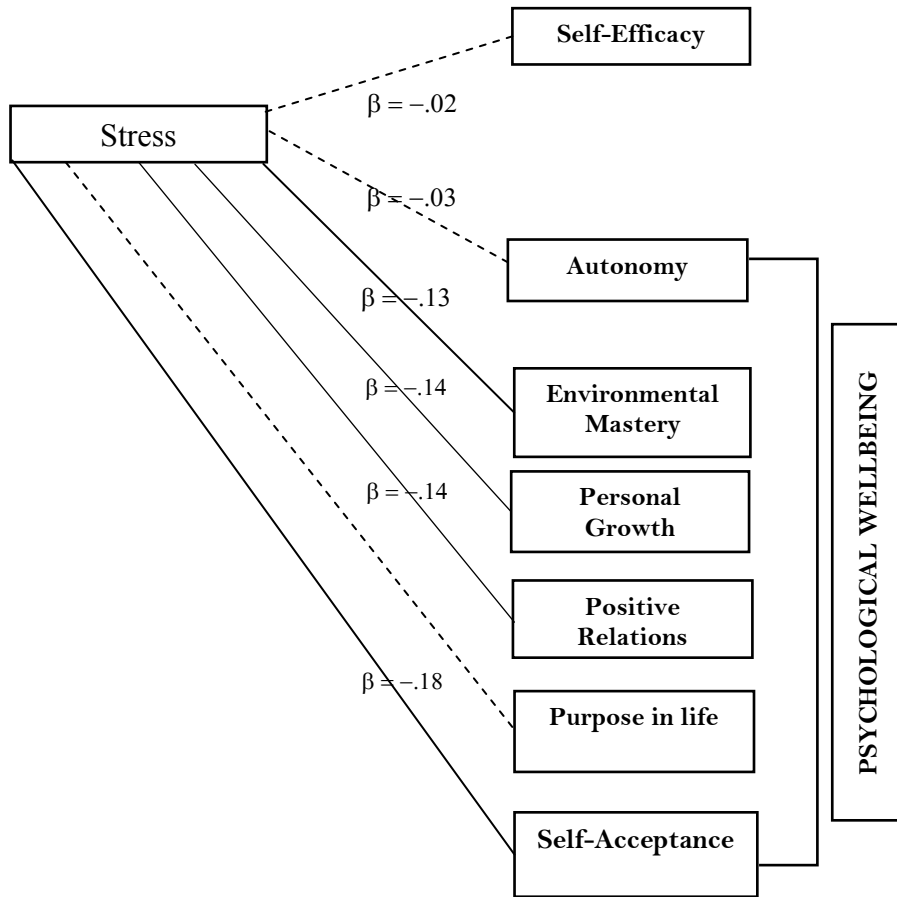 Self-Efficacy
β = −.02
Stress
β = −.03
Autonomy
β = −.13
Environmental
Mastery
β = −.14
Personal
Growth
β = −.14
Positive
Relations
β = −.18
Purpose in life
Self-Acceptance
PSYCHOLOGICAL WELLBEING